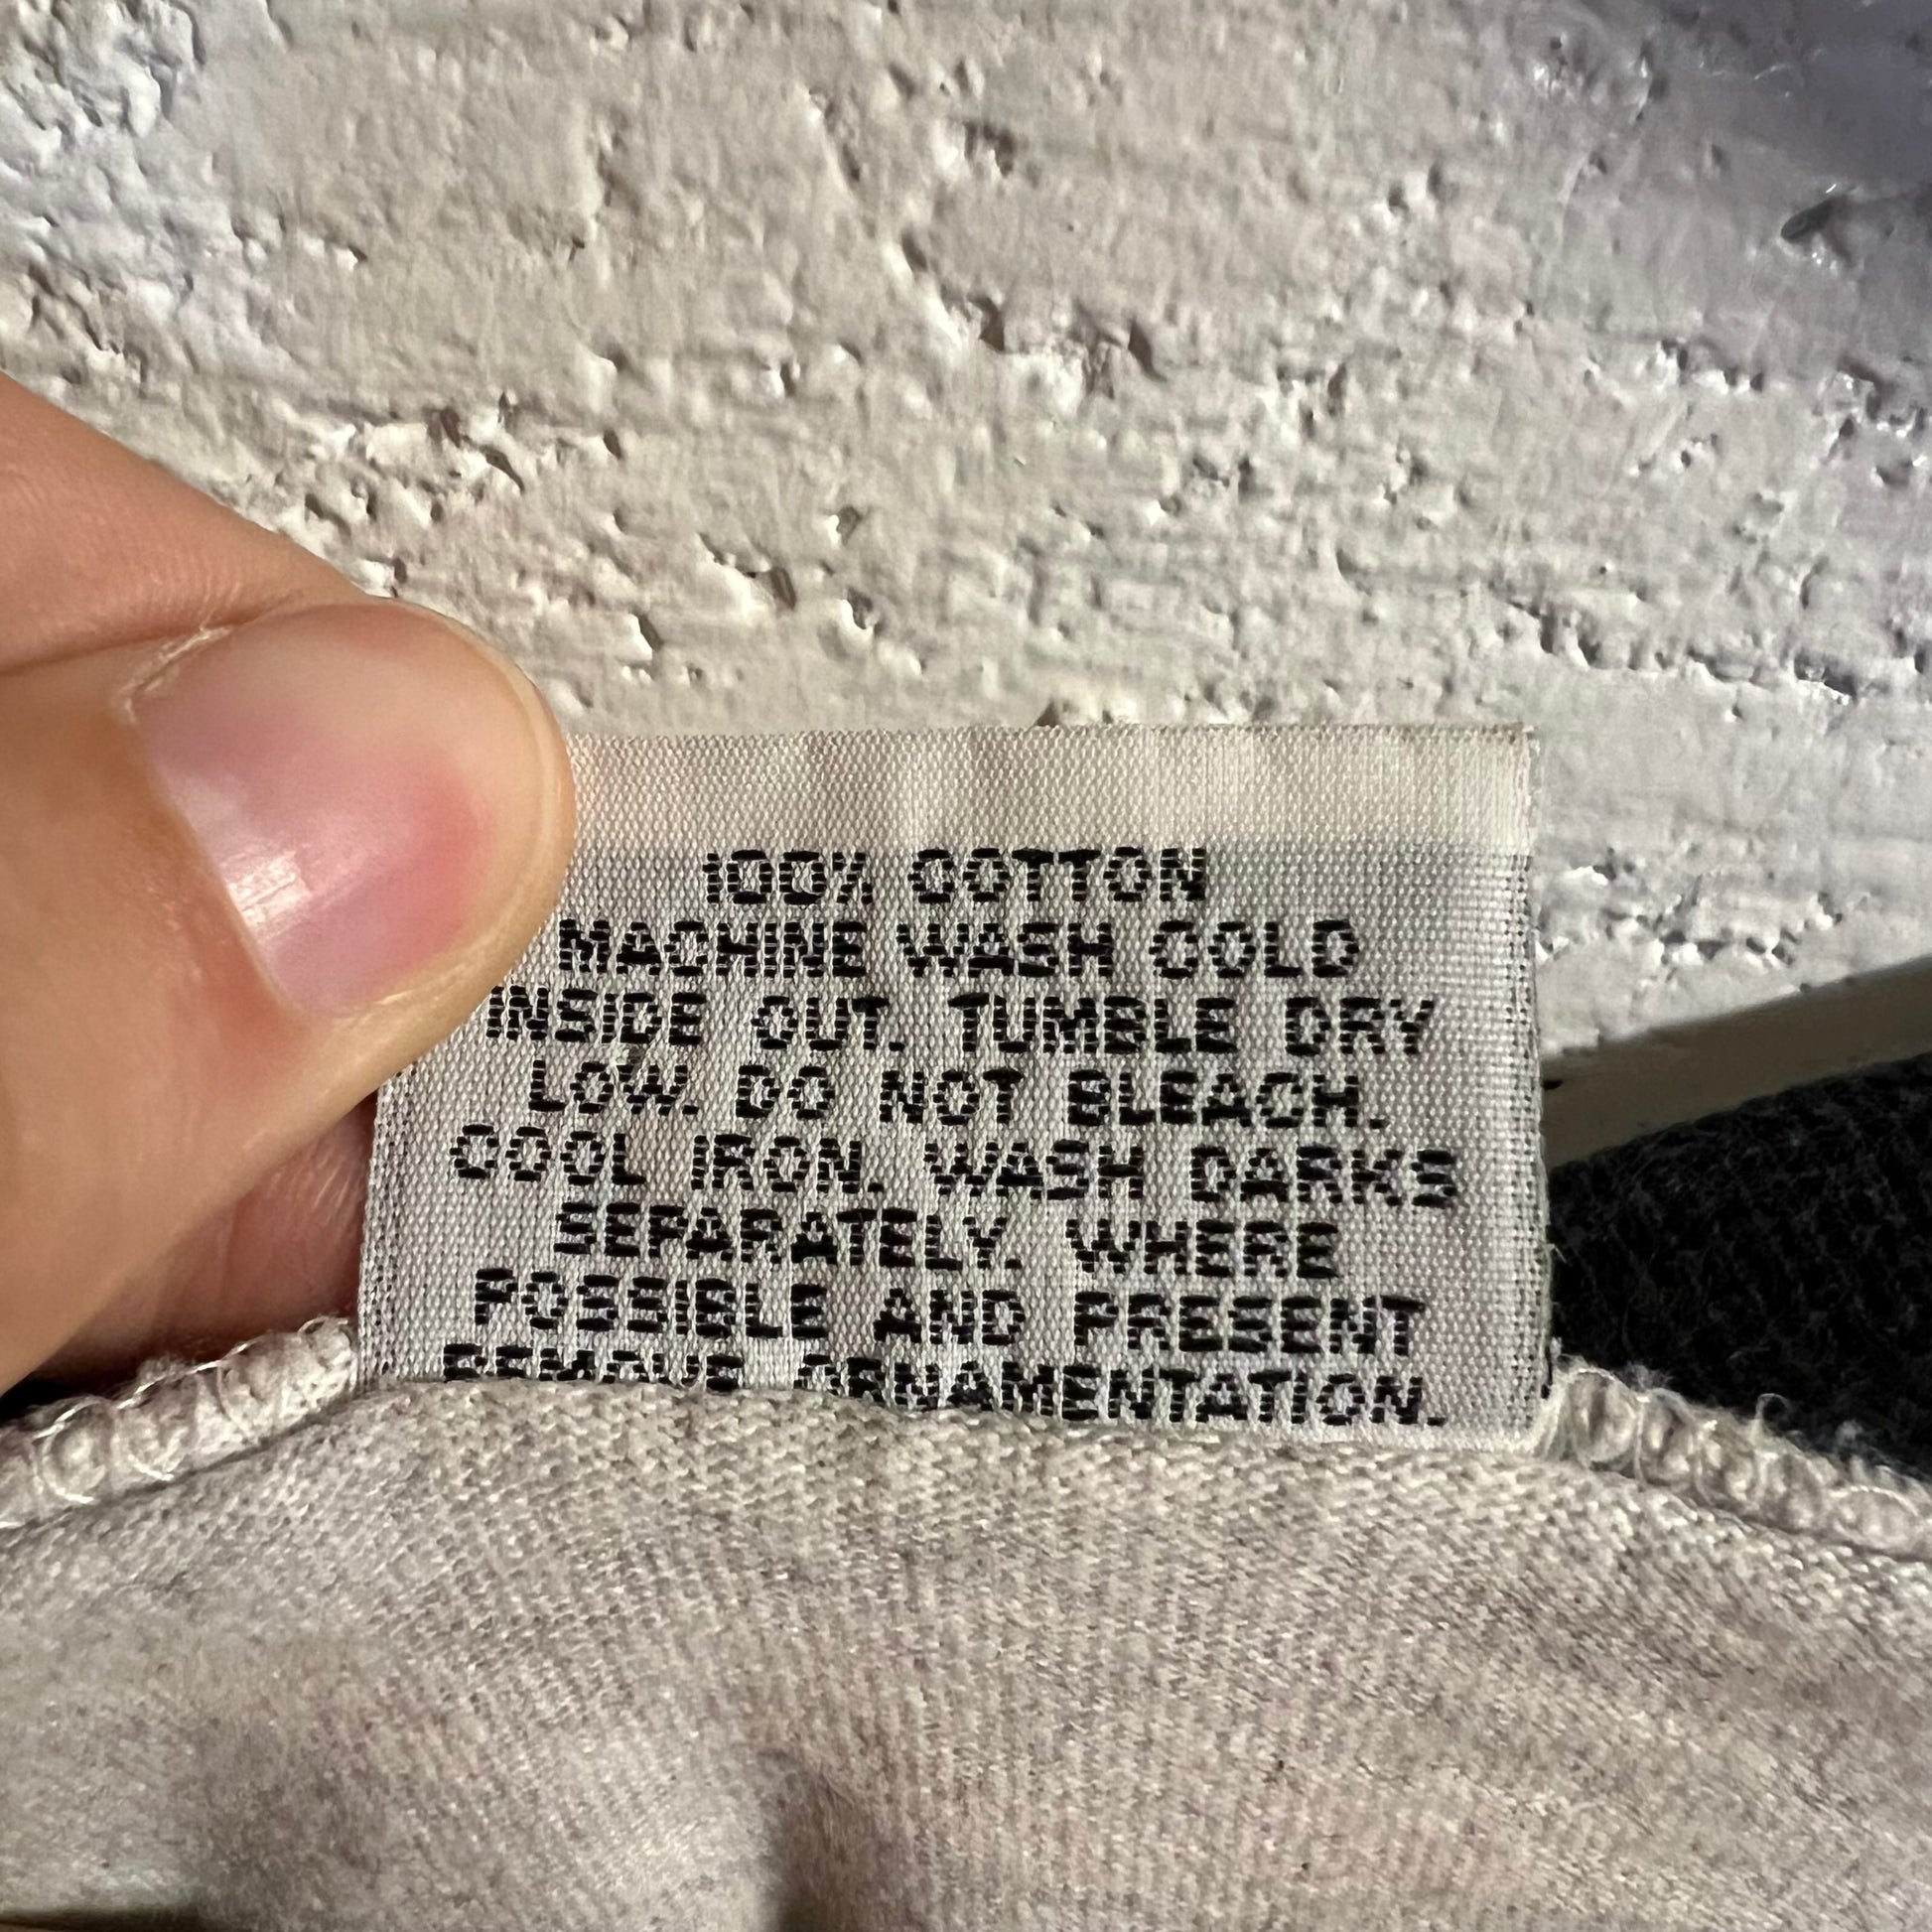 100% COTTON
MACHINE WASH COLD
INSIDE OUT. TUMBLE DRY
LOW. DO NOT BLEACH.
COOL IRON. WASH DARKS
SEPARATELY. WHERE
POSSIBLE AND PRESENT
REMOVE ORNAMENTATION.